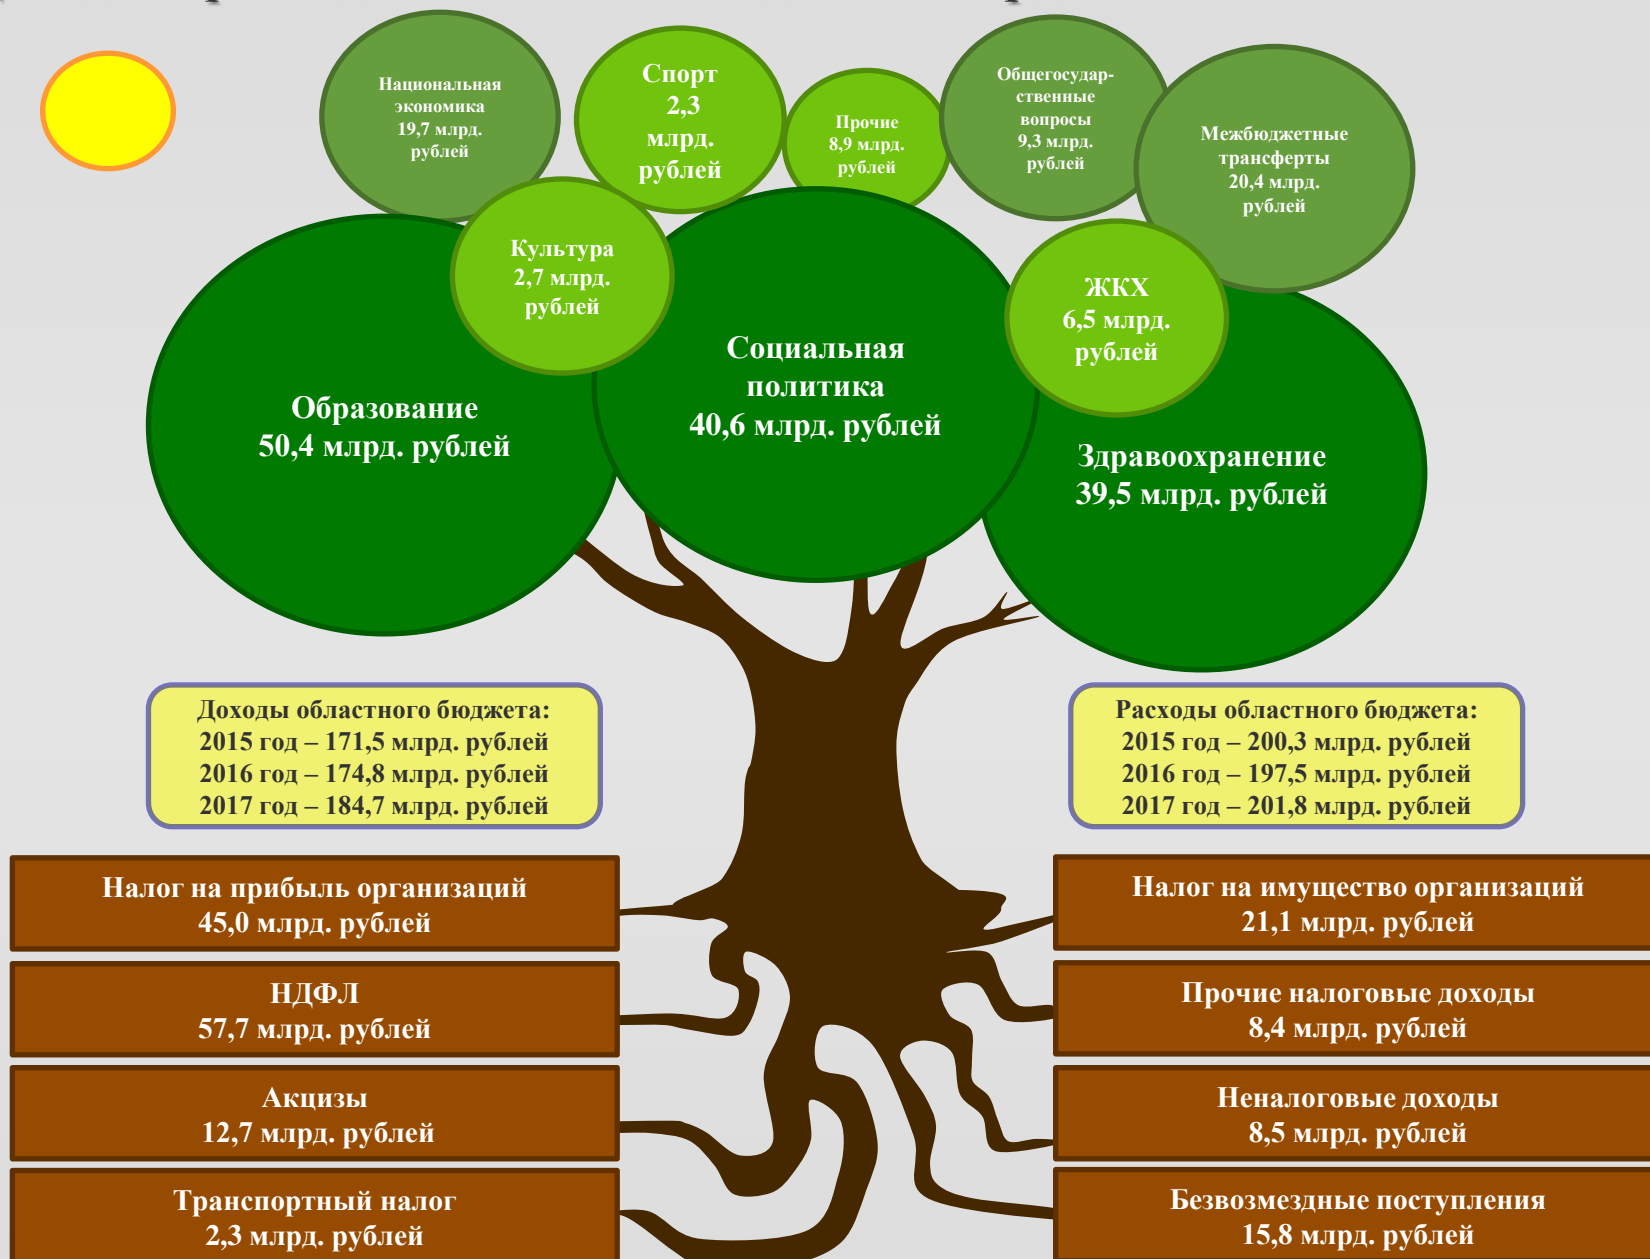 Национальная
экономика
19,7 млрд.
рублей
Спорт
2,3
млрд.
рублей
Прочие
8,9 млрд.
рублей
Общегосудар-
ственные
вопросы
9,3 млрд.
рублей
Межбюджетные
трансферты
20,4 млрд.
рублей
Культура
2,7 млрд.
рублей
ЖКХ
6,5 млрд.
рублей
Образование
50,4 млрд. рублей
Социальная
политика
40,6 млрд. рублей
Здравоохранение
39,5 млрд. рублей
Доходы областного бюджета:
2015 год – 171,5 млрд. рублей
2016 год – 174,8 млрд. рублей
2017 год – 184,7 млрд. рублей
Расходы областного бюджета:
2015 год – 200,3 млрд. рублей
2016 год – 197,5 млрд. рублей
2017 год – 201,8 млрд. рублей
Налог на прибыль организаций
45,0 млрд. рублей
НДФЛ
57,7 млрд. рублей
Акцизы
12,7 млрд. рублей
Транспортный налог
2,3 млрд. рублей
Налог на имущество организаций
21,1 млрд. рублей
Прочие налоговые доходы
8,4 млрд. рублей
Неналоговые доходы
8,5 млрд. рублей
Безвозмездные поступления
15,8 млрд. рублей